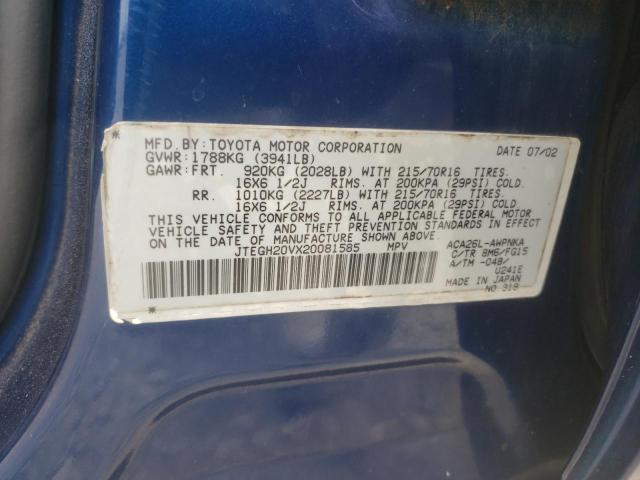 MFD.BY:TOYOTA MOTOR CORPORATION DATE 07/02
GVWR:1788KG (3941LB)
GAWR:FRT. 920KG (2028LB) WITH 215/70R16 TIRES.
16X6 1/2J RIMS. AT 200KPA (29PSI) COLD.
RR. 1010KG (2227LB) WITH 215/70R16 TIRES.
16X6 1/2J RIMS. AT 200KPA (29PSI) COLD.
THIS VEHICLE CONFORMS TO ALL APPLICABLE FEDERAL MOTOR
VEHICLE SAFETY AND THEFT PREVENTION STANDARDS IN EFFECT
ON THE DATE OF MANUFACTURE SHOWN ABOVE.
JTEGH20VX20081585 MPV
ACA26L-AWPNKA
C/TR 8M6/FG15
A/TM -04B/
U241E
MADE IN JAPAN
NO 318